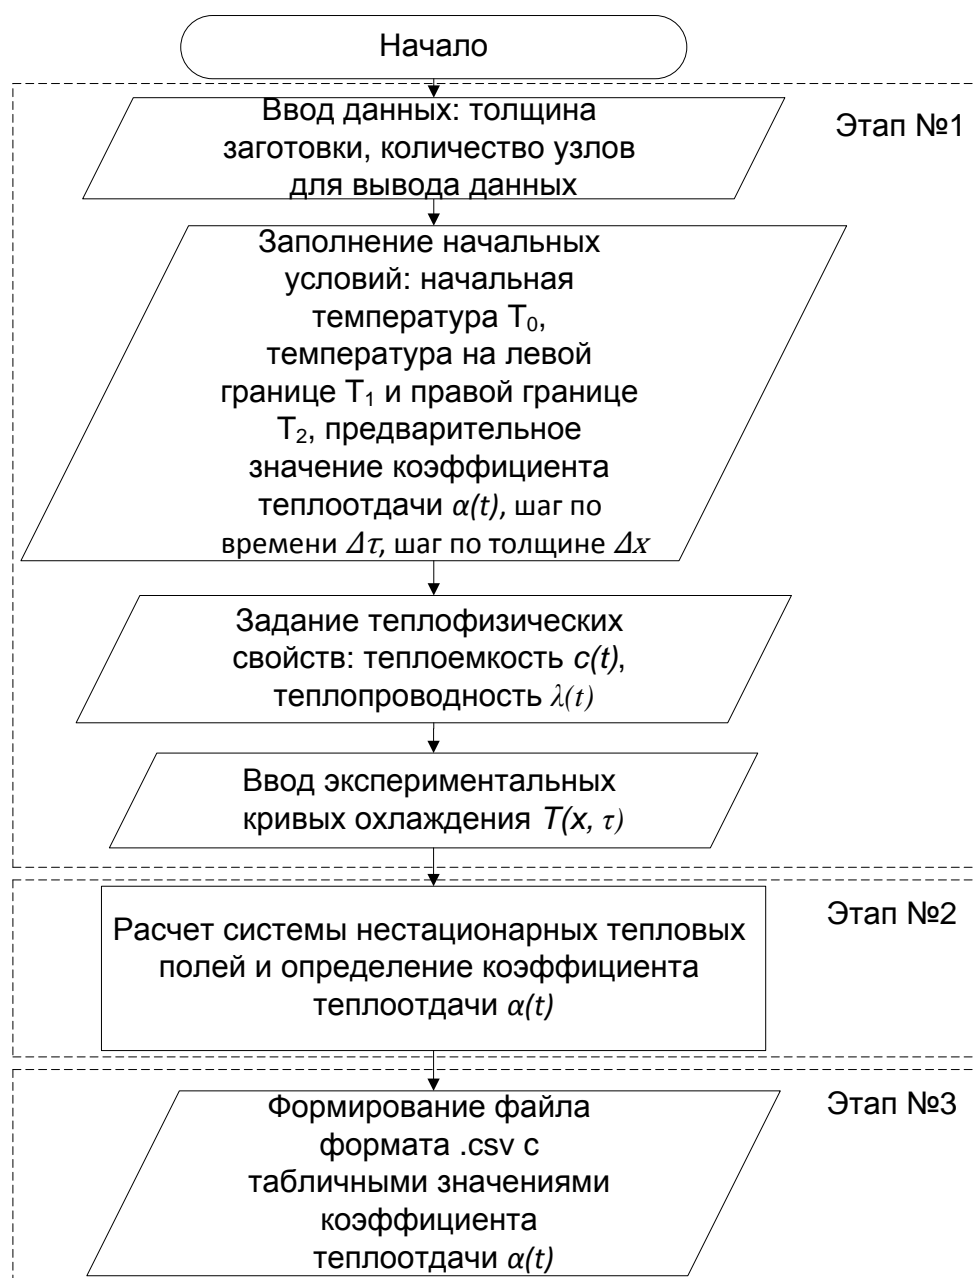 Начало
Этап №1
Ввод данных: толщина
заготовки, количество узлов
для вывода данных
Заполнение начальных
условий: начальная
температура T₀,
температура на левой
границе T₁ и правой границе
T₂, предварительное
значение коэффициента
теплоотдачи α(t), шаг по
времени Δτ, шаг по толщине Δx
Задание теплофизических
свойств: теплоемкость c(t),
теплопроводность λ(t)
Ввод экспериментальных
кривых охлаждения T(x, τ)
Этап №2
Расчет системы нестационарных тепловых
полей и определение коэффициента
теплоотдачи α(t)
Этап №3
Формирование файла
формата .csv с
табличными значениями
коэффициента
теплоотдачи α(t)